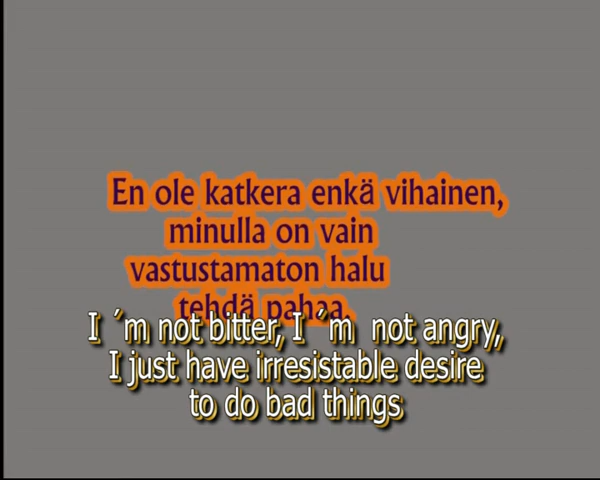 En ole katkera enkä vihainen,
minulla on vain
vastustamaton halu
tehdä pahaa.
I ´m not bitter, I ´m  not angry,
I just have irresistable desire
to do bad things